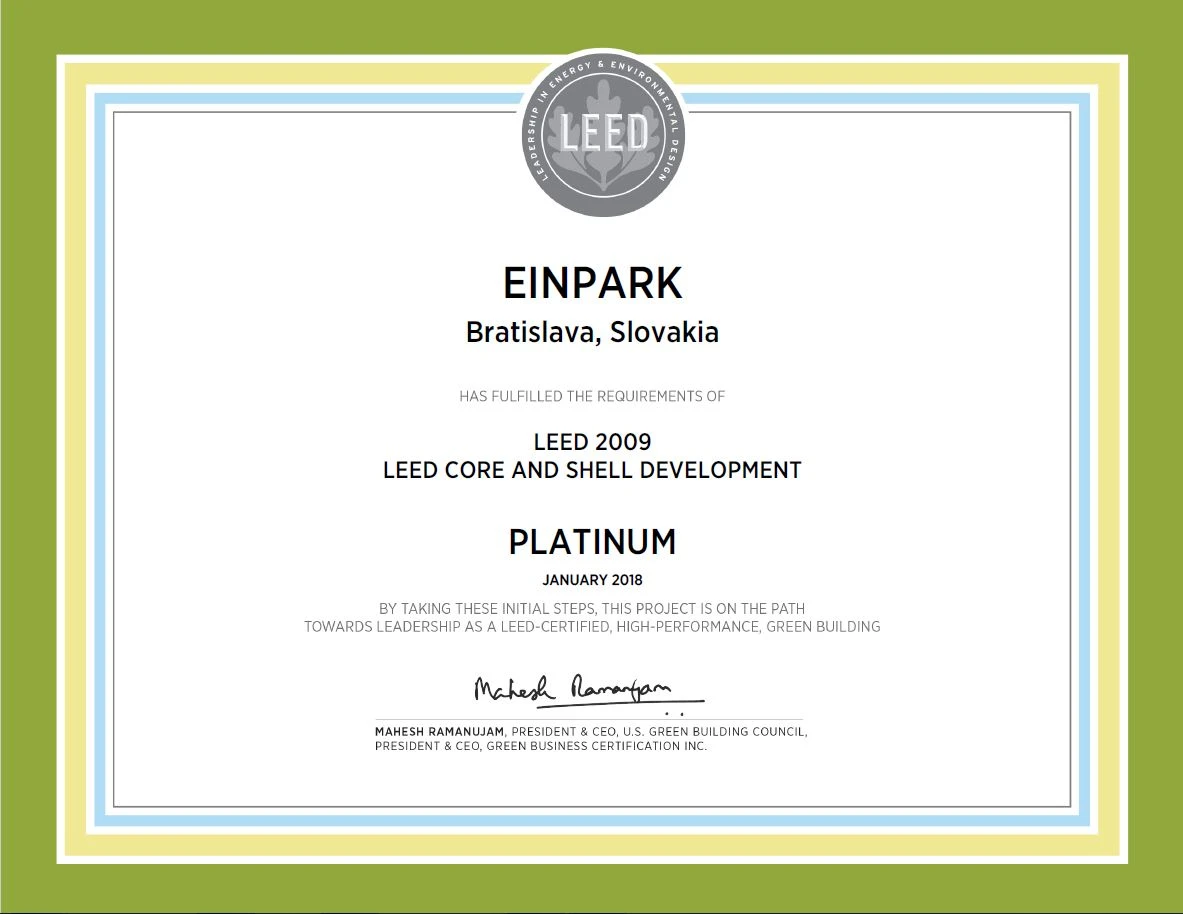 LEADERSHIP IN ENERGY & ENVIRONMENTAL DESIGN
LEED
EINPARK
Bratislava, Slovakia
HAS FULFILLED THE REQUIREMENTS OF
LEED 2009
LEED CORE AND SHELL DEVELOPMENT
PLATINUM
JANUARY 2018
BY TAKING THESE INITIAL STEPS, THIS PROJECT IS ON THE PATH
TOWARDS LEADERSHIP AS A LEED-CERTIFIED, HIGH-PERFORMANCE, GREEN BUILDING
Mahesh Ramanujam
MAHESH RAMANUJAM, PRESIDENT & CEO, U.S. GREEN BUILDING COUNCIL,
PRESIDENT & CEO, GREEN BUSINESS CERTIFICATION INC.